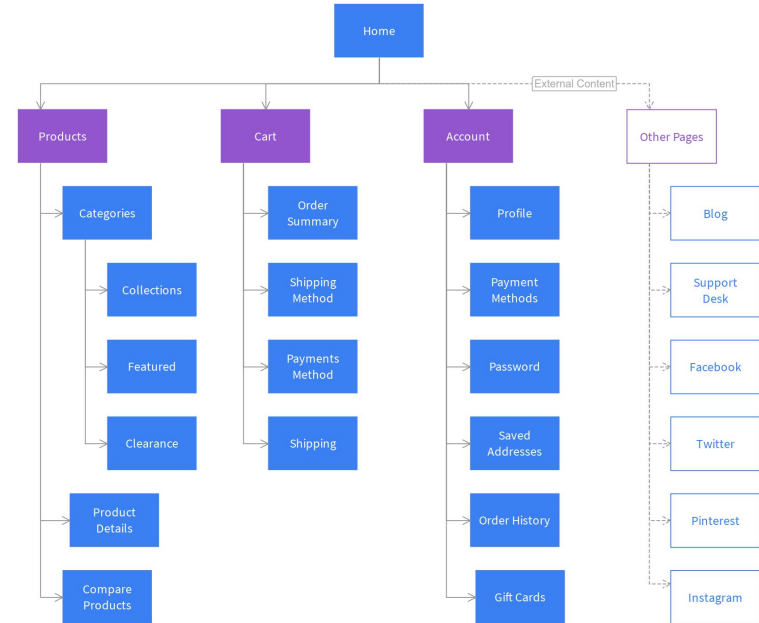 Home
External Content
Products
Cart
Account
Other Pages
Categories
Order
Summary
Profile
Blog
Collections
Shipping
Method
Payment
Methods
Support
Desk
Featured
Payments
Method
Password
Facebook
Clearance
Shipping
Saved
Addresses
Twitter
Product
Details
Order History
Pinterest
Compare
Products
Gift Cards
Instagram